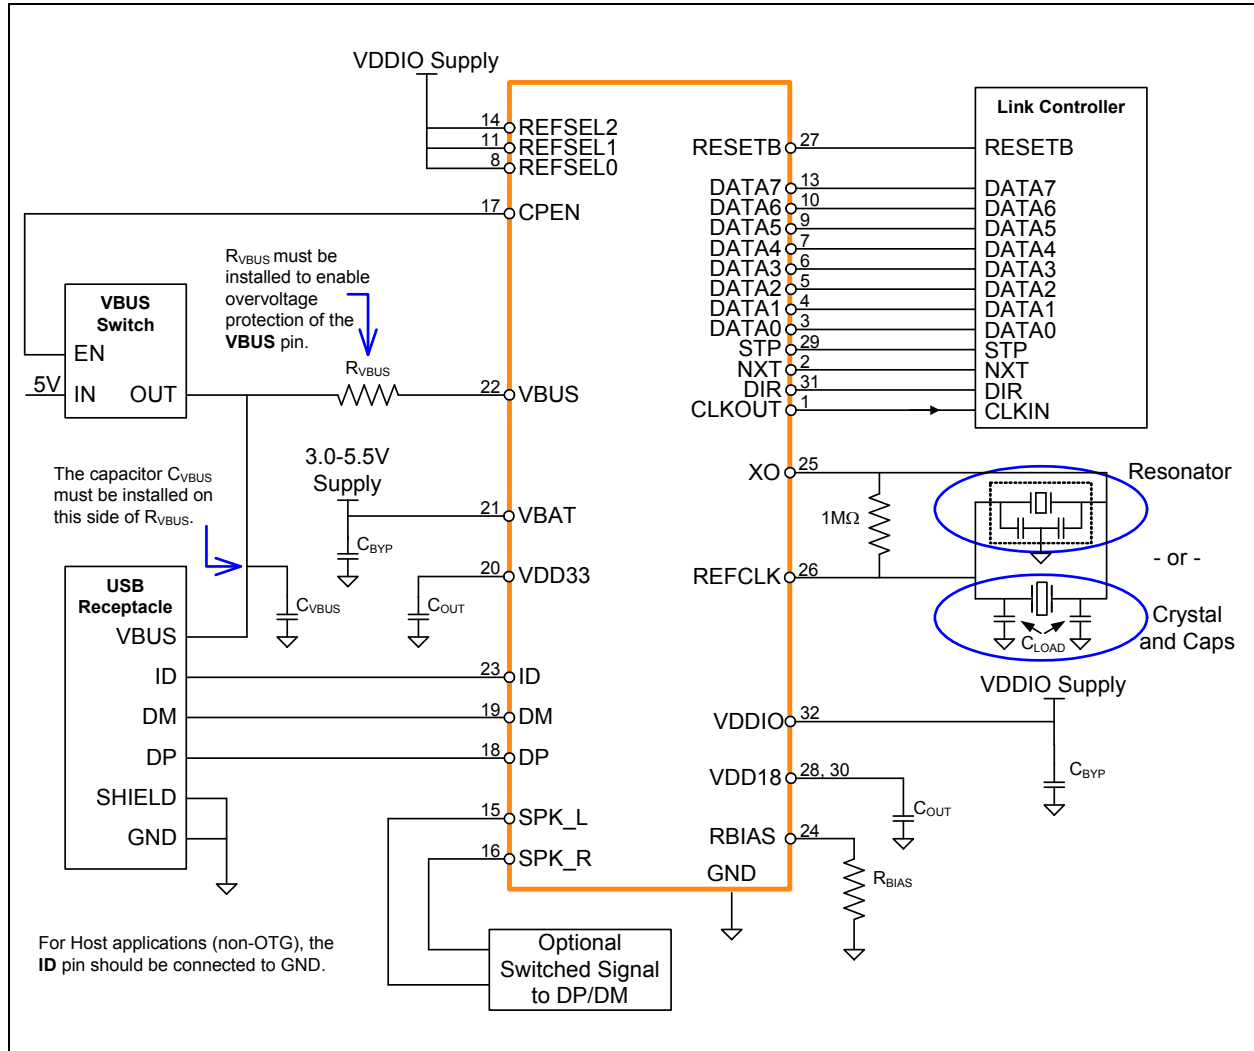 VDDIO Supply
14 REFSEL2
11 REFSEL1
8 REFSEL0
17 CPEN
RVBUS must be
installed to enable
overvoltage
protection of the
VBUS pin.
VBUS
Switch
EN
5V IN OUT
RVBUS
22 VBUS
3.0-5.5V
Supply
The capacitor CVBUS
must be installed on
this side of RVBUS.
21 VBAT
CBYP
20 VDD33
COUT
CVBUS
USB
Receptacle
VBUS
ID 23 ID
DM 19 DM
DP 18 DP
SHIELD
GND
15 SPK_L
16 SPK_R
For Host applications (non-OTG), the
ID pin should be connected to GND.
Optional
Switched Signal
to DP/DM
Link Controller
RESETB 27 RESETB
DATA7 13 DATA7
DATA6 10 DATA6
DATA5 9 DATA5
DATA4 7 DATA4
DATA3 6 DATA3
DATA2 5 DATA2
DATA1 4 DATA1
DATA0 3 DATA0
STP 29 STP
NXT 2 NXT
DIR 31 DIR
CLKOUT 1 CLKIN
XO 25
Resonator
1MΩ
- or -
REFCLK 26
CLOAD
Crystal
and Caps
VDDIO Supply
VDDIO 32
CBYP
VDD18 28, 30
COUT
RBIAS 24
RBIAS
GND